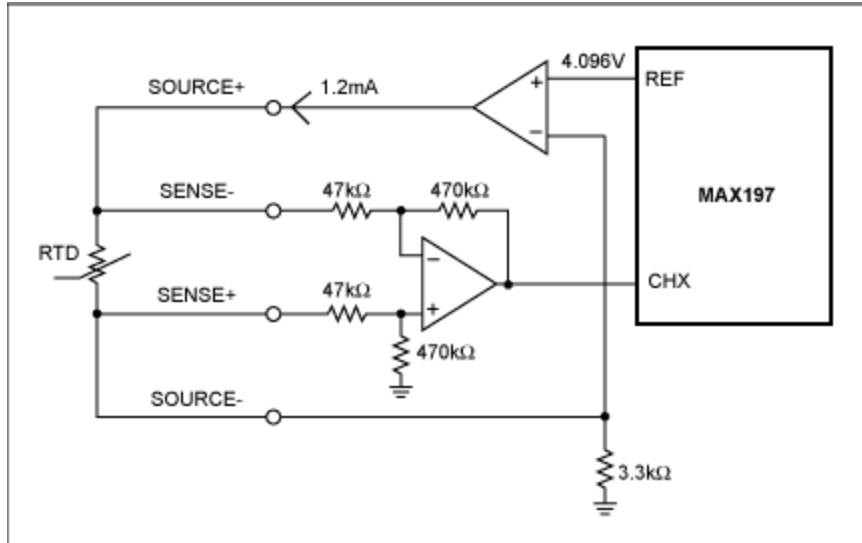 4.096V
SOURCE+
1.2mA
+
REF
−
SENSE-
47kΩ
470kΩ
MAX197
RTD
−
SENSE+
47kΩ
+
CHX
470kΩ
SOURCE-
3.3kΩ